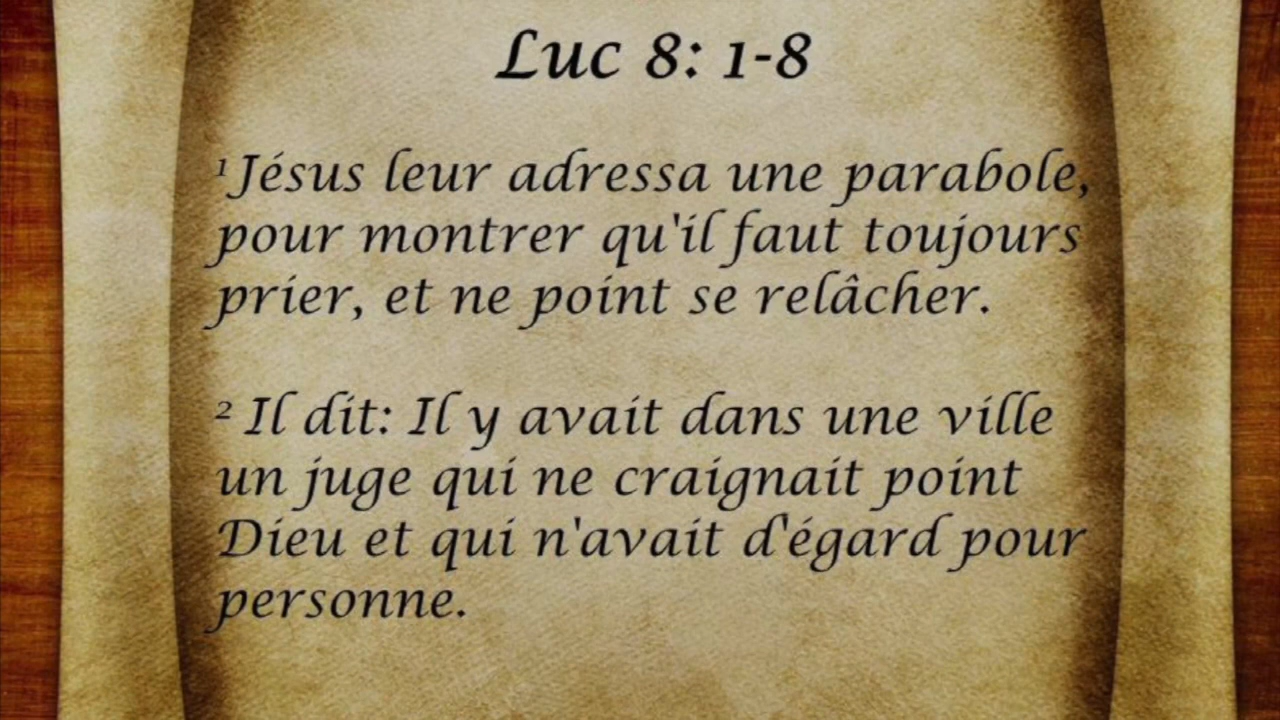 Luc 8: 1-8
1 Jésus leur adressa une parabole,
pour montrer qu'il faut toujours
prier, et ne point se relâcher.
2 Il dit: Il y avait dans une ville
un juge qui ne craignait point
Dieu et qui n'avait d'égard pour
personne.